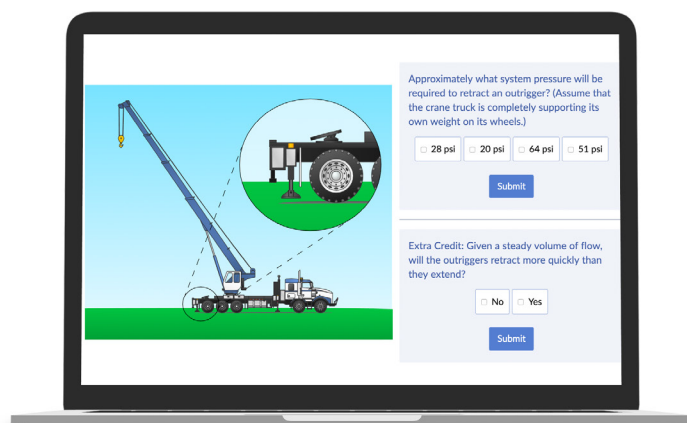 Approximately what system pressure will be
required to retract an outrigger? (Assume that
the crane truck is completely supporting its
own weight on its wheels.)
28 psi
20 psi
64 psi
51 psi
Submit
Extra Credit: Given a steady volume of flow,
will the outriggers retract more quickly than
they extend?
No
Yes
Submit